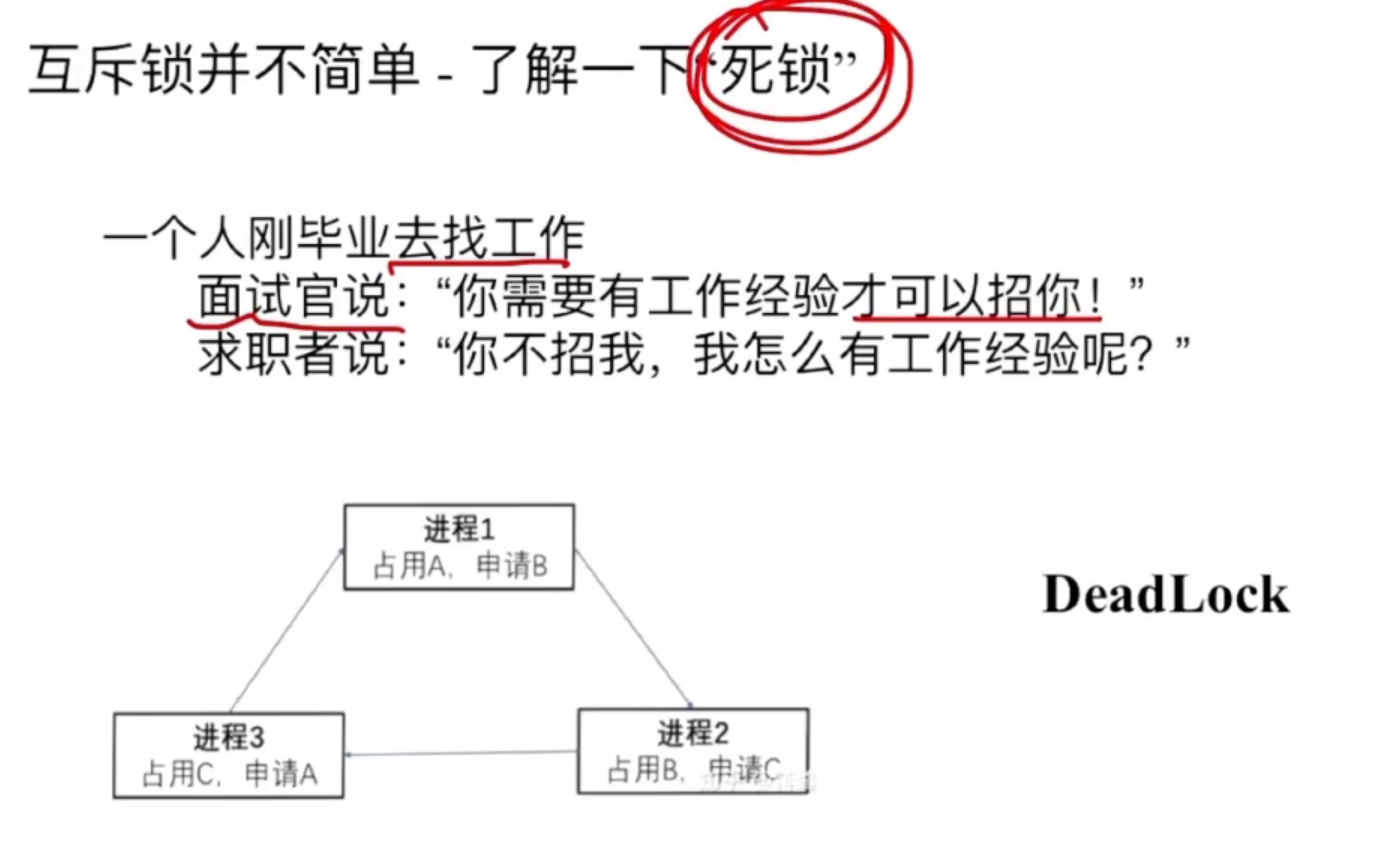 互斥锁并不简单 - 了解一下“死锁”
一个人刚毕业去找工作
面试官说：“你需要有工作经验才可以招你！”
求职者说：“你不招我，我怎么有工作经验呢？”
进程1
占用A，申请B
DeadLock
进程3
占用C，申请A
进程2
占用B，申请C